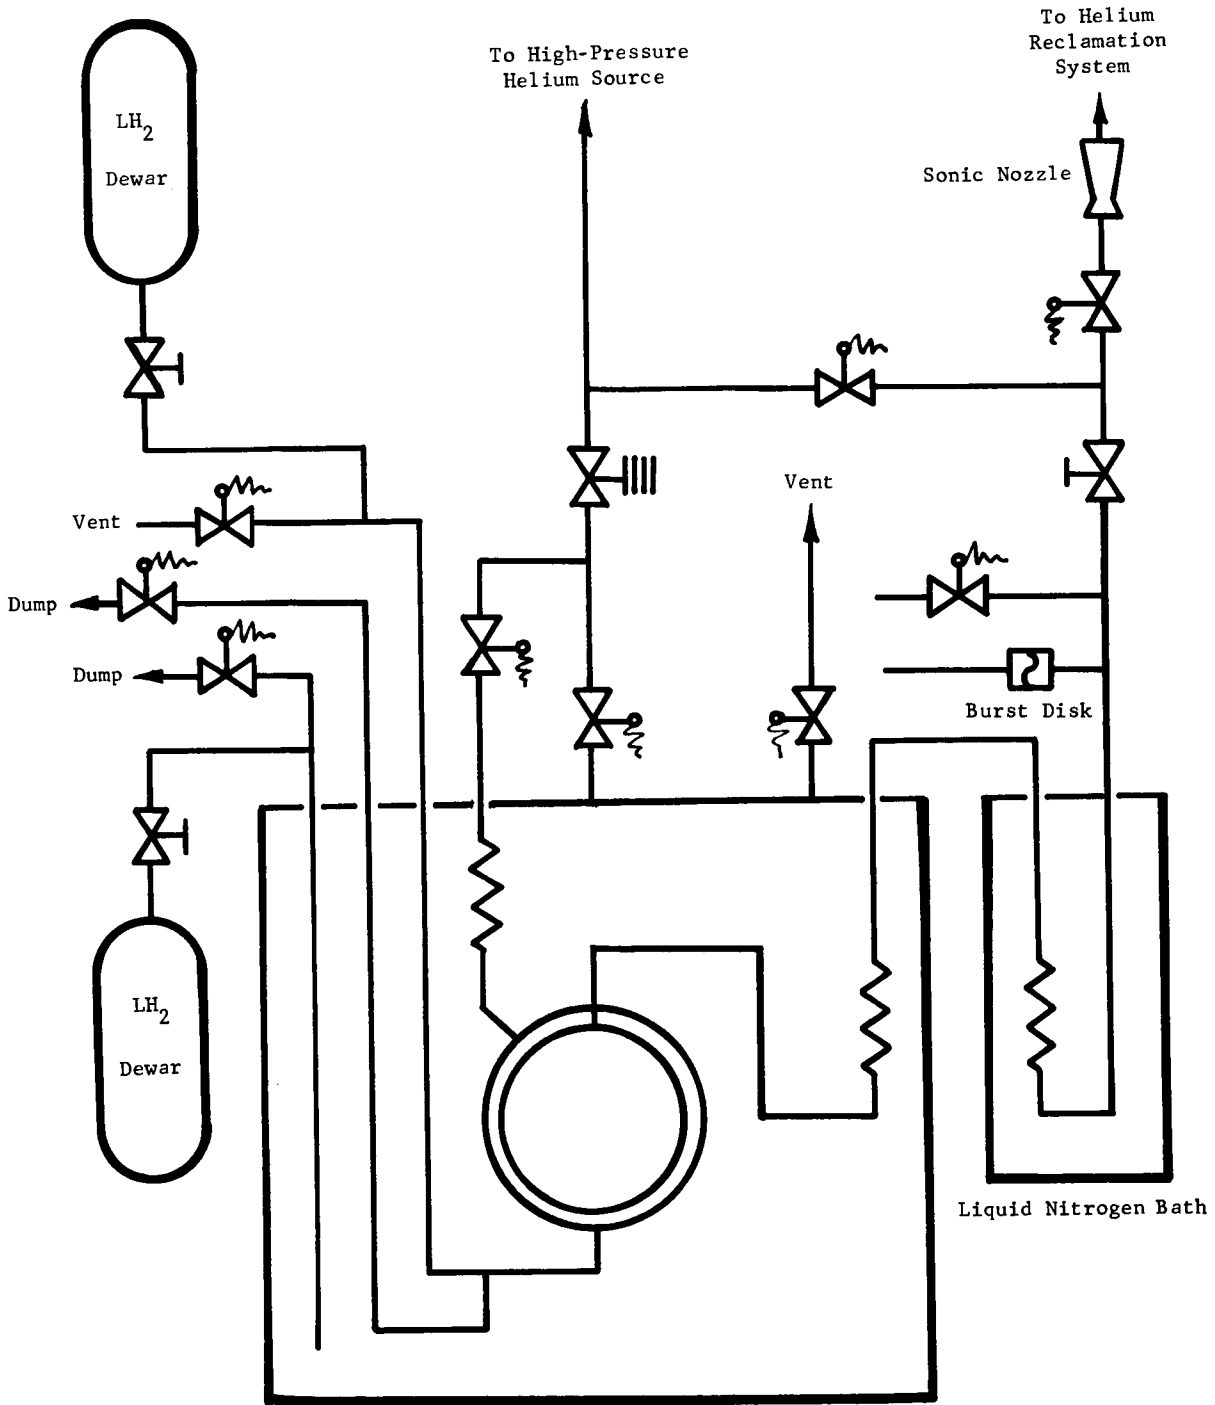 To Helium
Reclamation
System
To High-Pressure
Helium Source
LH2
Dewar
Sonic Nozzle
Vent
Vent
Dump
Dump
Burst Disk
LH2
Dewar
Liquid Nitrogen Bath